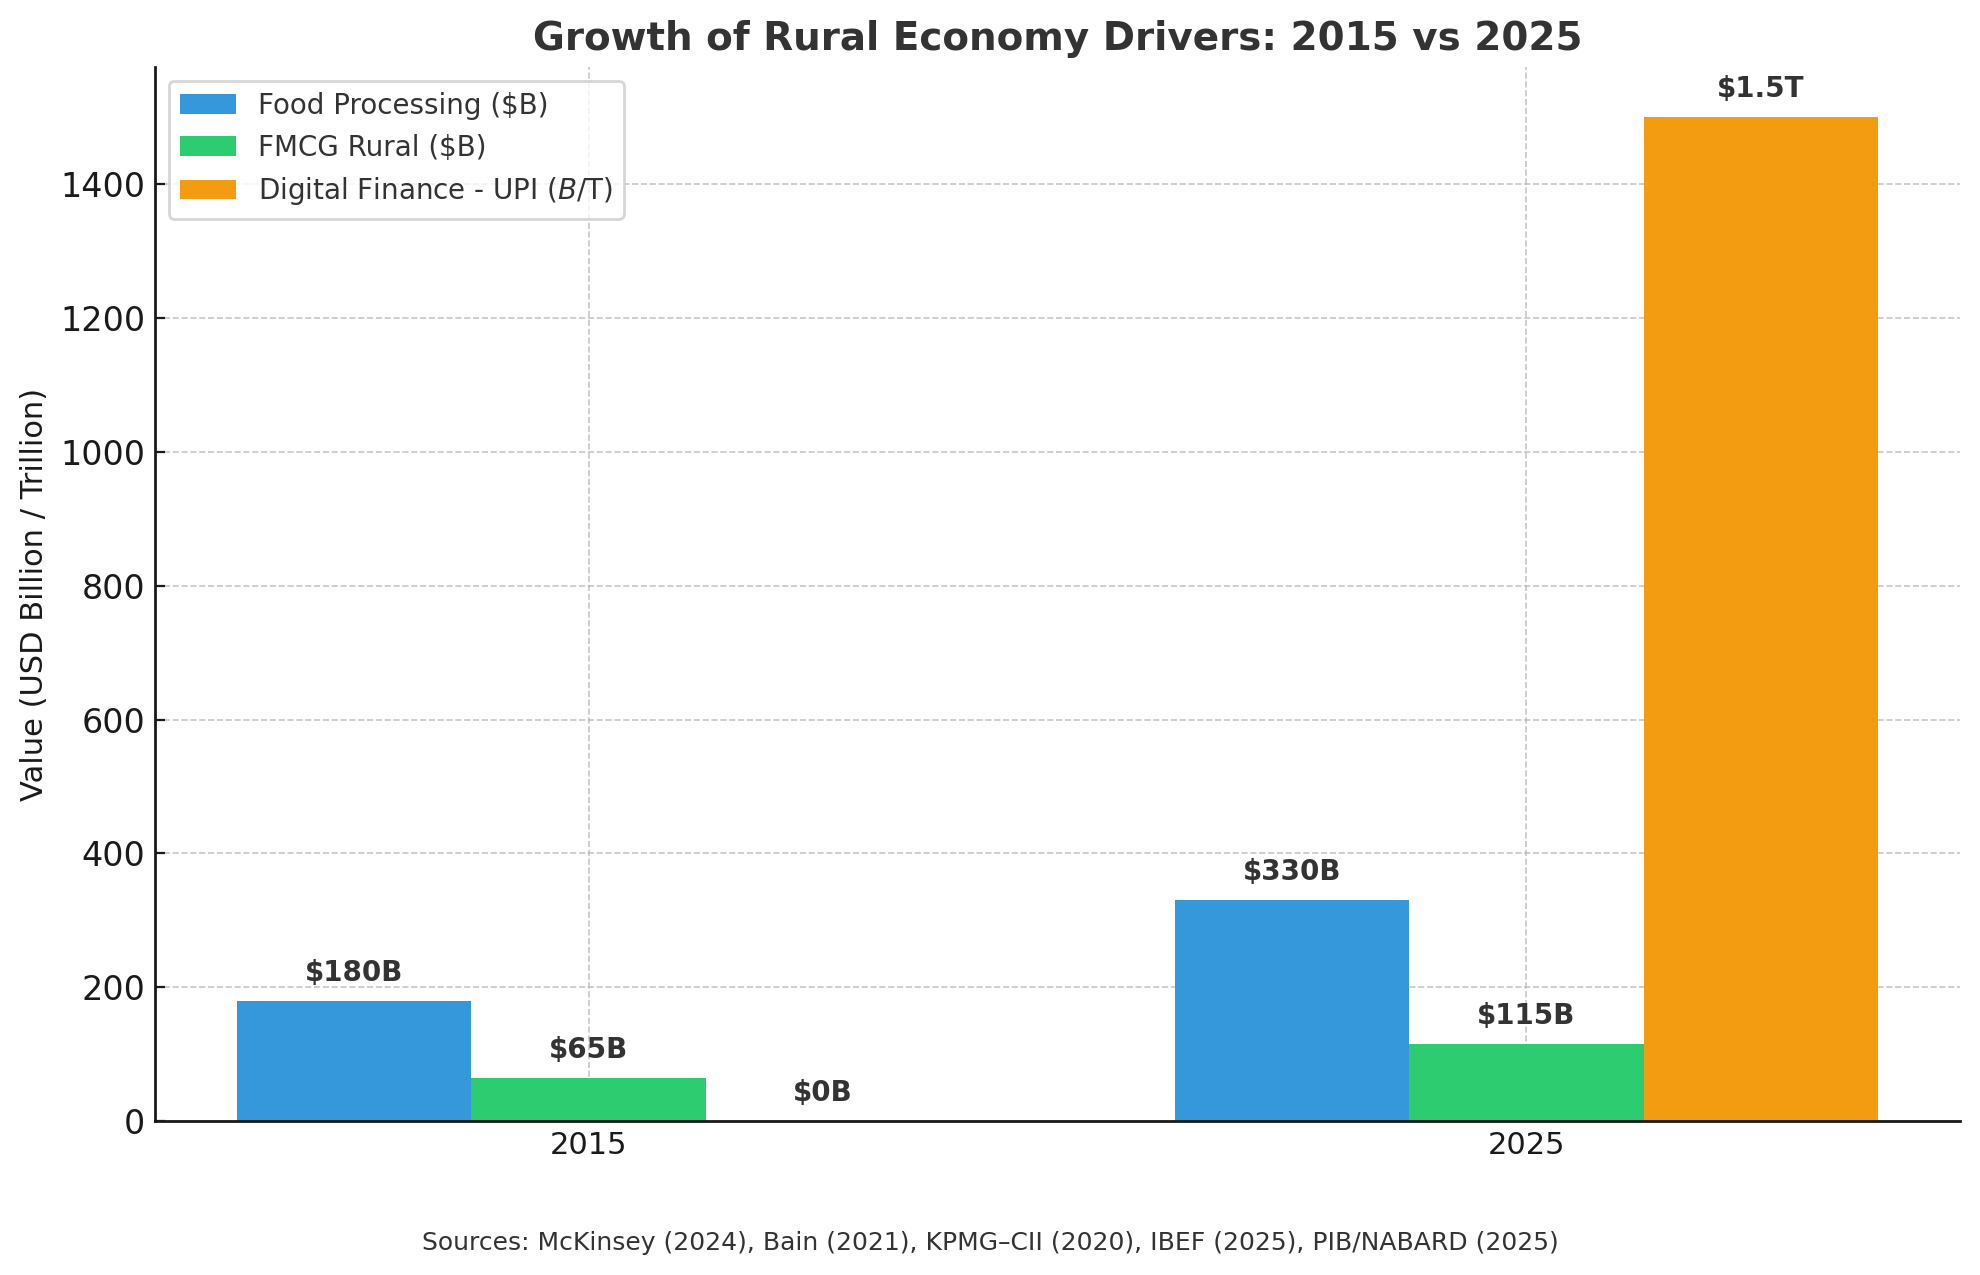 Growth of Rural Economy Drivers: 2015 vs 2025
Food Processing ($B)
FMCG Rural ($B)
Digital Finance - UPI (B/T)
Value (USD Billion / Trillion)
1400
1200
1000
800
600
400
200
0
$180B
$65B
$0B
$330B
$115B
$1.5T
2015
2025
Sources: McKinsey (2024), Bain (2021), KPMG–CII (2020), IBEF (2025), PIB/NABARD (2025)